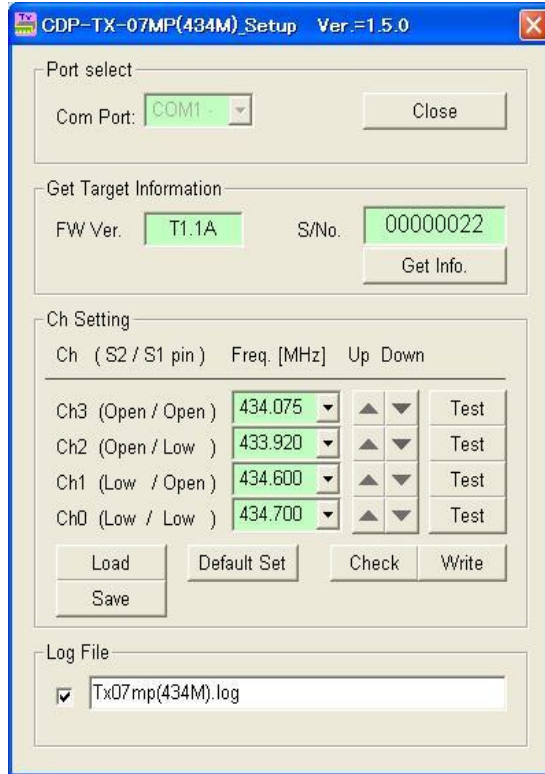 CDP-TX-07MP(434M)_Setup Ver.=1.5.0
Port select
Com Port: COM1 - Close
Get Target Information
FW Ver. T1.1A S/No. 00000022
Get Info.
Ch Setting
Ch ( S2 / S1 pin ) Freq. [MHz] Up Down
Ch3 (Open / Open ) 434.075 Test
Ch2 (Open / Low ) 433.920 Test
Ch1 (Low / Open ) 434.600 Test
Ch0 (Low / Low ) 434.700 Test
Load Default Set Check Write
Save
Log File
Tx07mp(434M).log